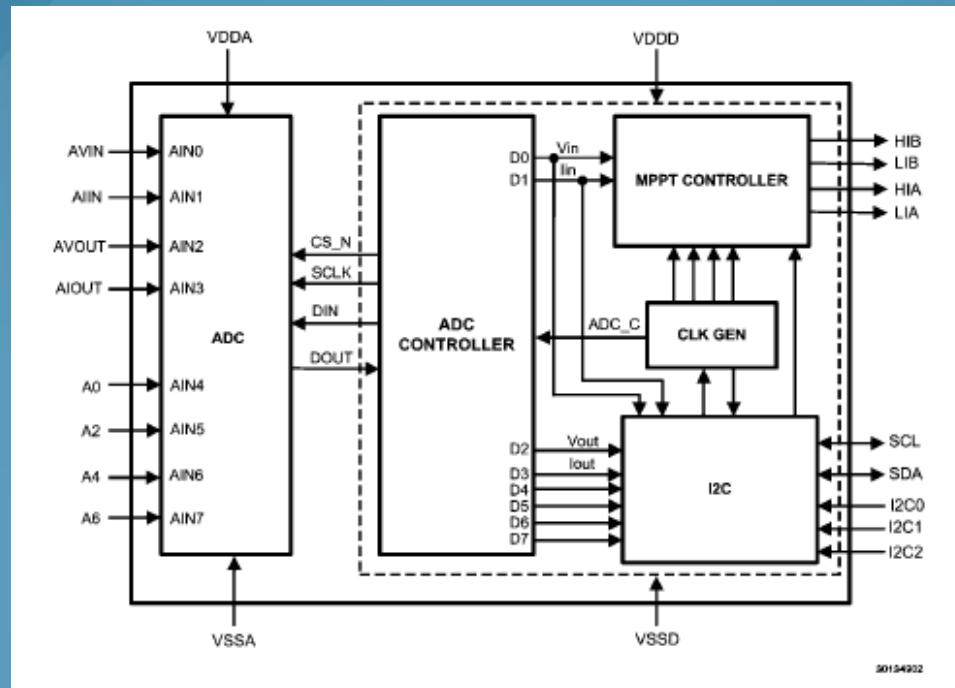 VDDA
VDDD
AVIN
AIIN
AVOUT
AIOUT
A0
A2
A4
A6
AIN0
AIN1
AIN2
AIN3
ADC
AIN4
AIN5
AIN6
AIN7
CS_N
SCLK
DIN
DOUT
ADC
CONTROLLER
D0
D1
D2
D3
D4
D5
D6
D7
Vin
Iin
MPPT CONTROLLER
ADC_C
CLK GEN
Vout
Iout
I2C
HIB
LIB
HIA
LIA
SCL
SDA
I2C0
I2C1
I2C2
VSSA
VSSD
30134902